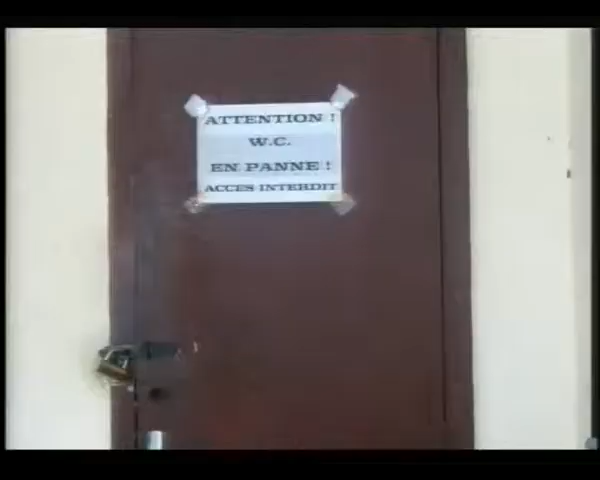 ATTENTION !
W.C.
EN PANNE !
ACCES INTERDIT